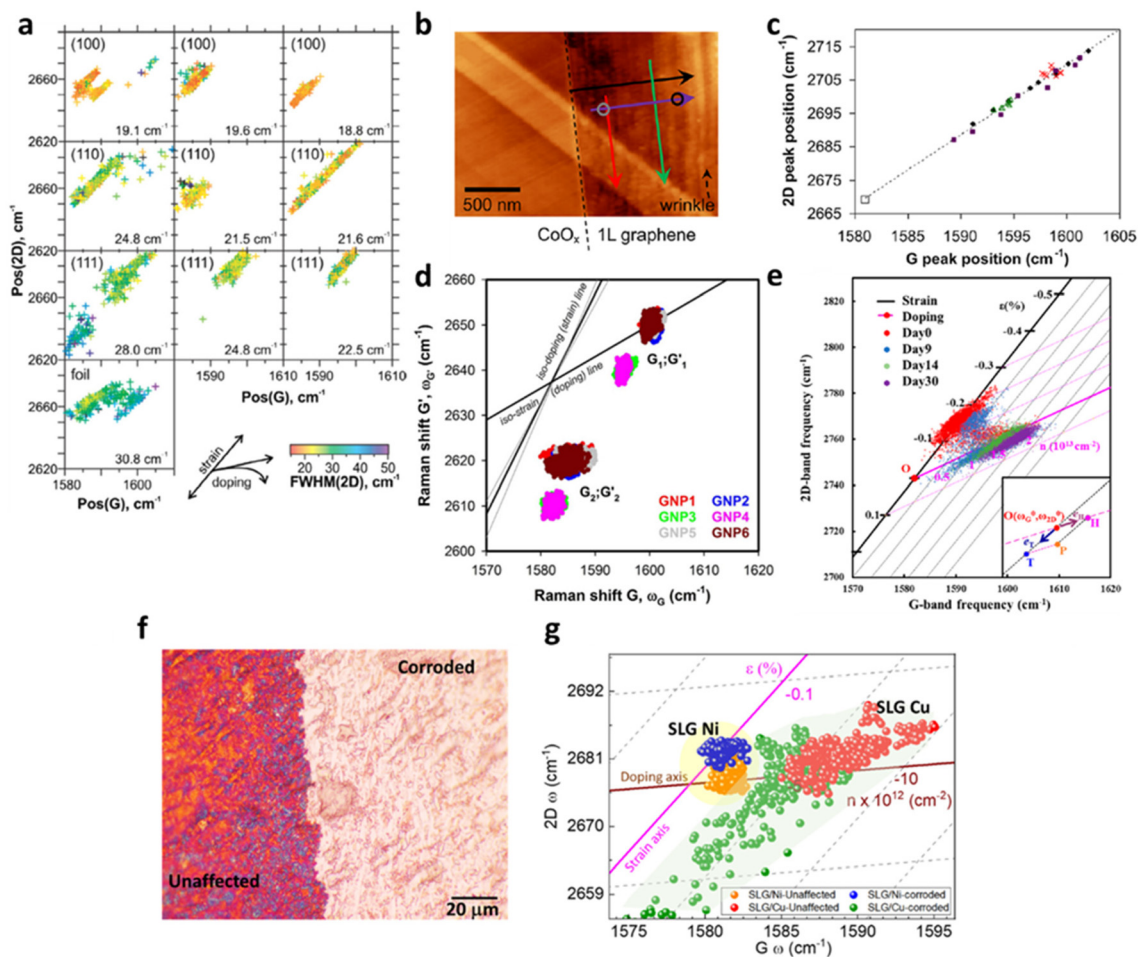 a
(100)
(100)
(100)
2660
19.1 cm⁻¹
19.6 cm⁻¹
18.8 cm⁻¹
2620
(110)
(110)
(110)
2660
24.8 cm⁻¹
21.5 cm⁻¹
21.6 cm⁻¹
2620
(111)
(111)
(111)
2660
28.0 cm⁻¹
24.8 cm⁻¹
22.5 cm⁻¹
2620
1590
1610
foil
Pos(G), cm⁻¹
2660
30.8 cm⁻¹
2620
1580
1600
Pos(G), cm⁻¹
Pos(2D), cm⁻¹
strain
doping
20 30 40 50
FWHM(2D), cm⁻¹
b
500 nm
wrinkle
CoOₓ
1L graphene
c
2D peak position (cm⁻¹)
2715
2705
2695
2685
2675
2665
1580 1585 1590 1595 1600 1605
G peak position (cm⁻¹)
d
Raman shift G', ω_G' (cm⁻¹)
2660
2650
2640
2630
2620
2610
2600
iso-doping (strain) line
iso-strain (doping) line
G₁;G'₁
G₂;G'₂
GNP1 GNP2
GNP3 GNP4
GNP5 GNP6
1570 1580 1590 1600 1610 1620
Raman shift G, ω_G (cm⁻¹)
e
2D-band frequency (cm⁻¹)
2820
2800
2780
2760
2740
2720
2700
Strain
Doping
Day0
Day9
Day14
Day30
ε(%)
-0.5
-0.4
-0.3
-0.2
-0.1
0.1
O
0.5
n (10¹³ cm⁻²)
O(ω_G⁰,ω_2D⁰)
e_H
H
e_T
T
P
1570 1580 1590 1600 1610 1620
G-band frequency (cm⁻¹)
f
Corroded
Unaffected
20 μm
g
2D ω (cm⁻¹)
2692
2681
2670
2659
ε (%)
-0.1
SLG Ni
SLG Cu
Doping axis
-10
n x 10¹² (cm⁻²)
Strain axis
SLG/Ni-Unaffected
SLG/Ni-corroded
SLG/Cu-Unaffected
SLG/Cu-corroded
1575 1580 1585 1590 1595
G ω (cm⁻¹)